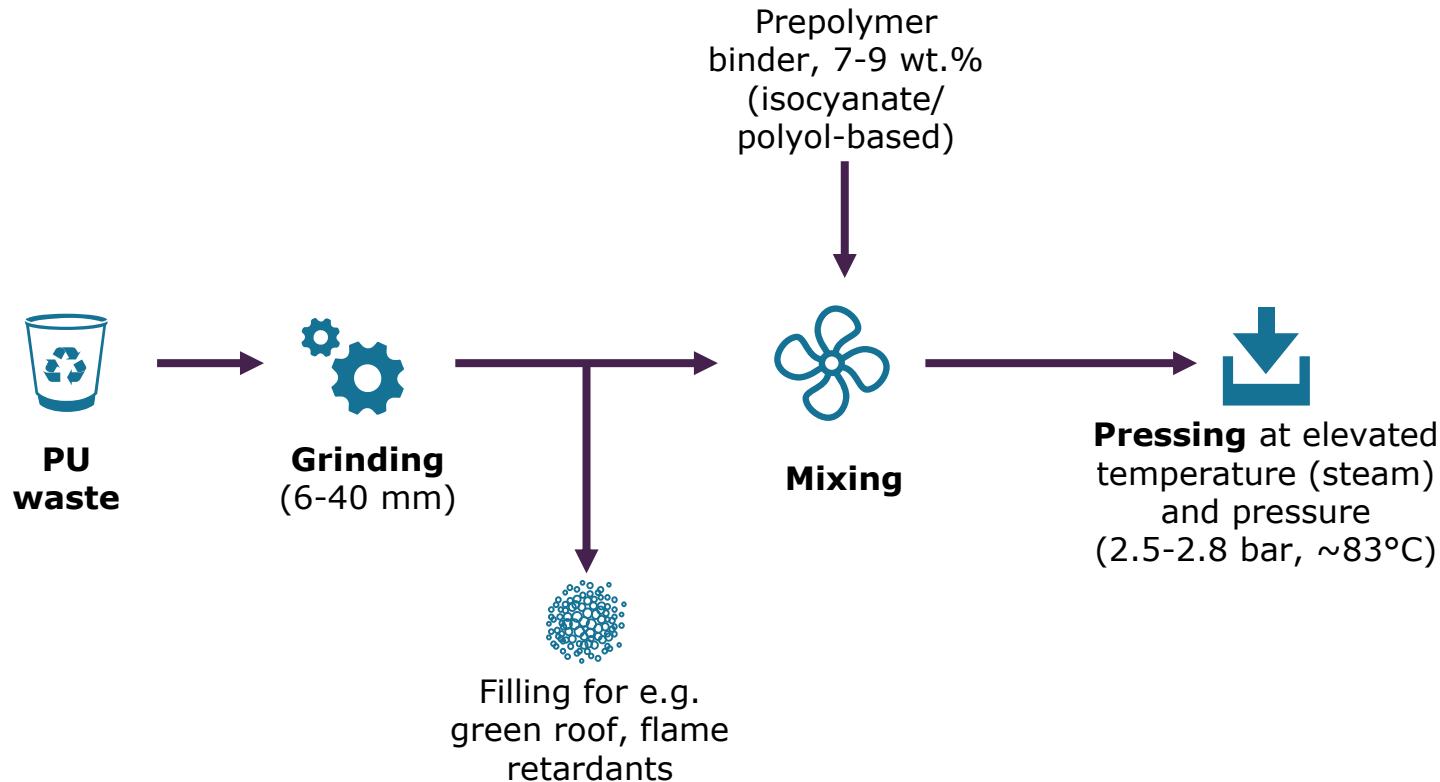 Prepolymer
binder, 7-9 wt.%
(isocyanate/
polyol-based)
PU
waste
Grinding
(6-40 mm)
Mixing
Pressing at elevated
temperature (steam)
and pressure
(2.5-2.8 bar, ~83°C)
Filling for e.g.
green roof, flame
retardants